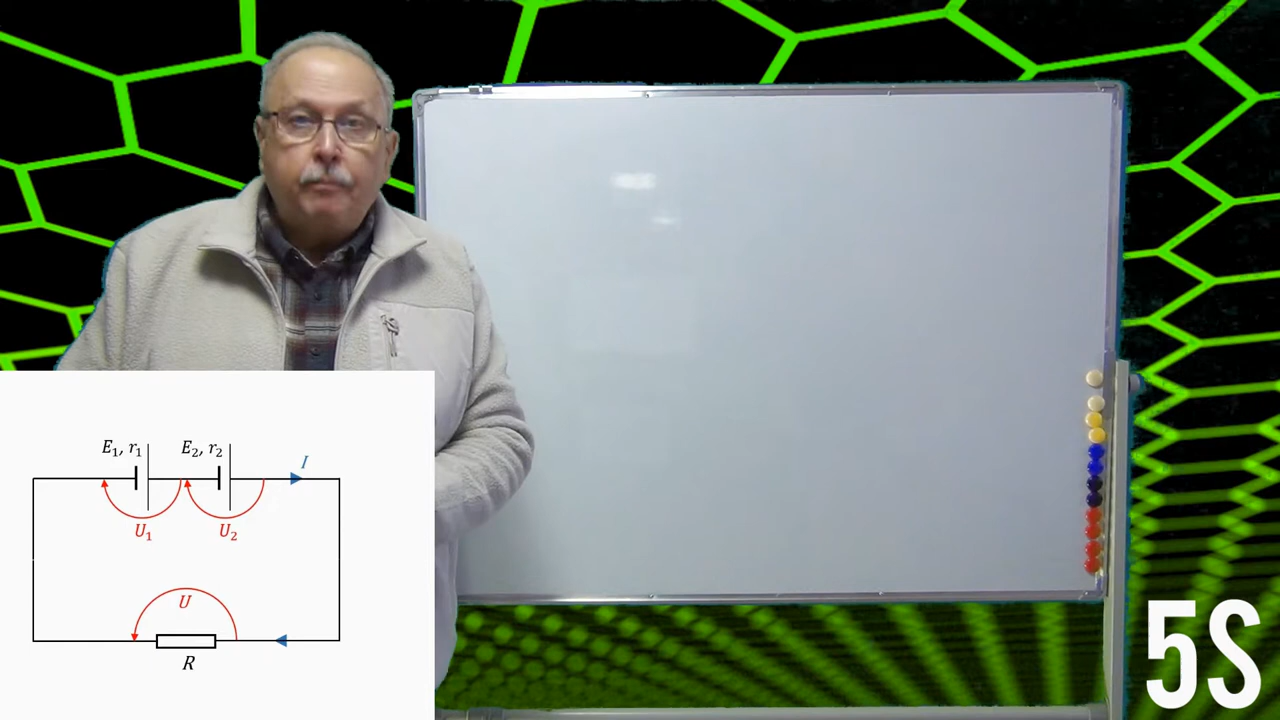 E₁, r₁ E₂, r₂
I
U₁ U₂
U
R
5S